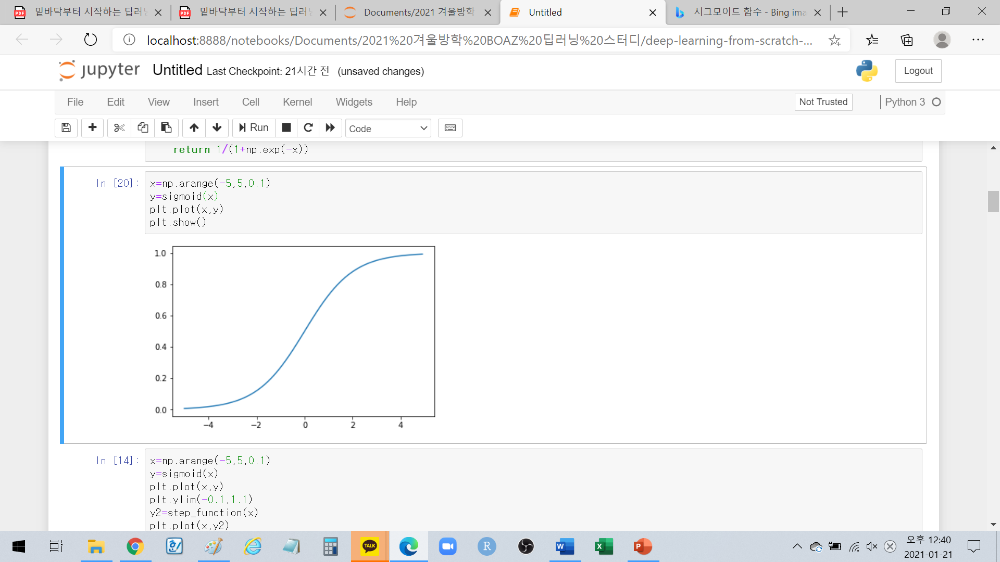 밑바닥부터 시작하는 딥러닝
밑바닥부터 시작하는 딥러닝
Documents/2021 겨울방학
Untitled
시그모이드 함수 - Bing ima
localhost:8888/notebooks/Documents/2021%20겨울방학%20BOAZ%20딥러닝%20스터디/deep-learning-from-scratch-...
jupyter Untitled Last Checkpoint: 21시간 전 (unsaved changes)
Logout
File Edit View Insert Cell Kernel Widgets Help
Not Trusted
Python 3
Run
Code
return 1/(1+np.exp(-x))
In [20]:
x=np.arange(-5,5,0.1)
y=sigmoid(x)
plt.plot(x,y)
plt.show()
1.0
0.8
0.6
0.4
0.2
0.0
−4 −2 0 2 4
In [14]:
x=np.arange(-5,5,0.1)
y=sigmoid(x)
plt.plot(x,y)
plt.ylim(-0.1,1.1)
y2=step_function(x)
plt.plot(x,y2)
TALK
오후 12:40
2021-01-21